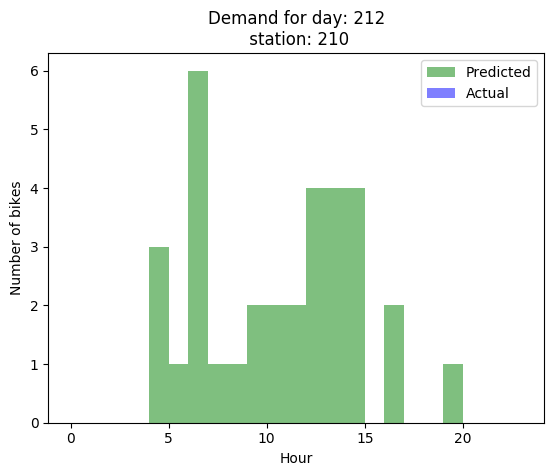 Demand for day: 212
station: 210
Predicted
Actual
6
5
4
3
2
1
0
Number of bikes
0
5
10
15
20
Hour